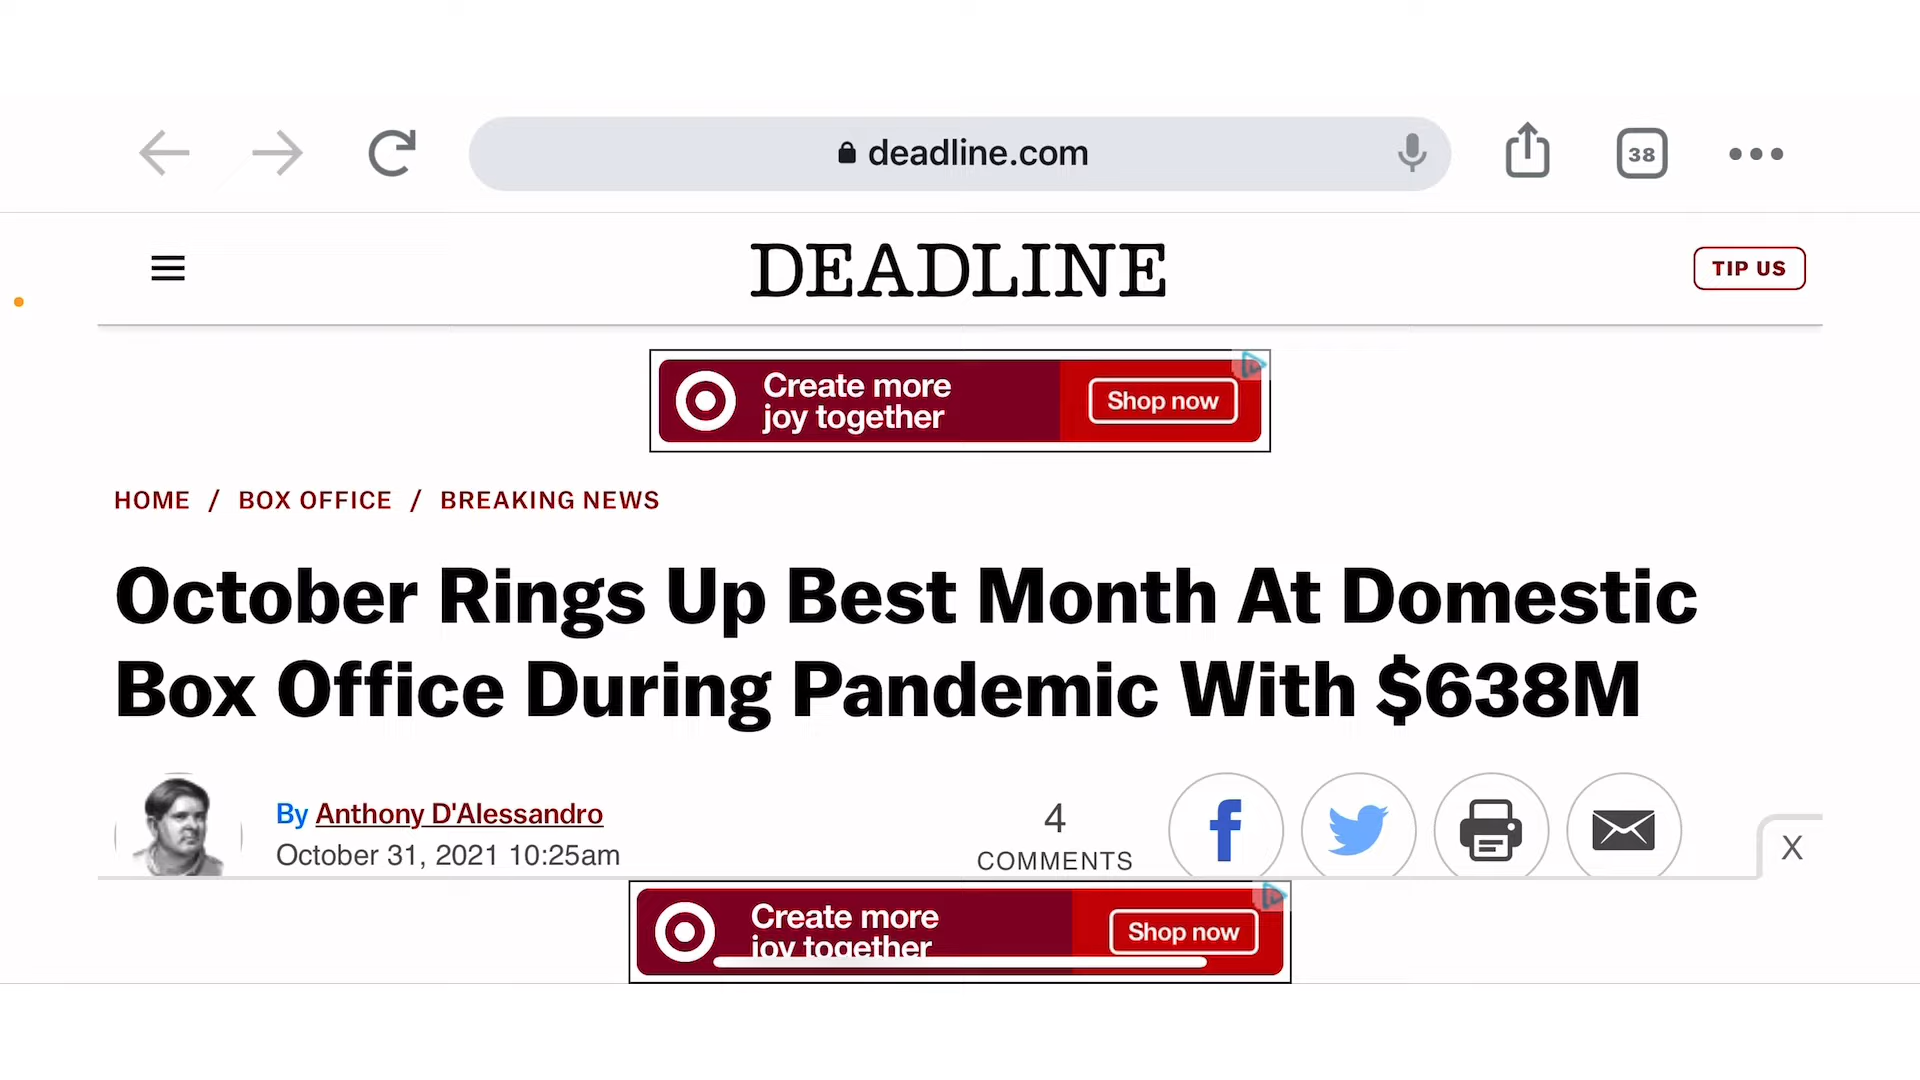 deadline.com
38
DEADLINE
TIP US
Create more
joy together
Shop now
HOME / BOX OFFICE / BREAKING NEWS
October Rings Up Best Month At Domestic
Box Office During Pandemic With $638M
By Anthony D'Alessandro
October 31, 2021 10:25am
4
COMMENTS
X
Create more
joy together
Shop now